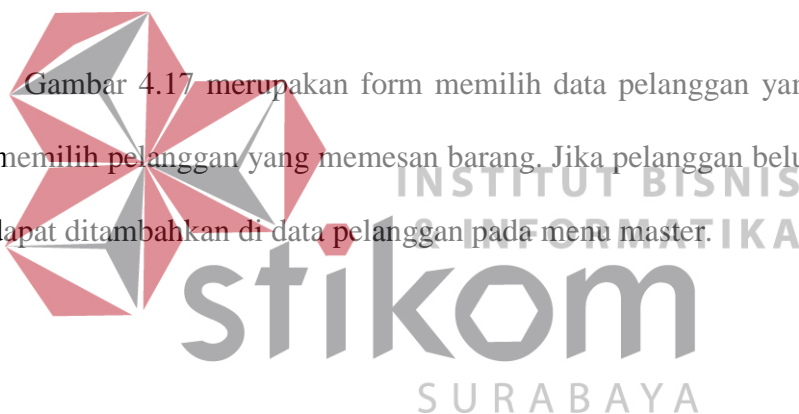 Gambar 4.17 merupakan form memilih data pelanggan yan
memilih pelanggan yang memesan barang. Jika pelanggan belu
INSTITUT BISNIS
dapat ditambahkan di data pelanggan pada menu master.
& INFORMATIKA
stikom
SURABAYA